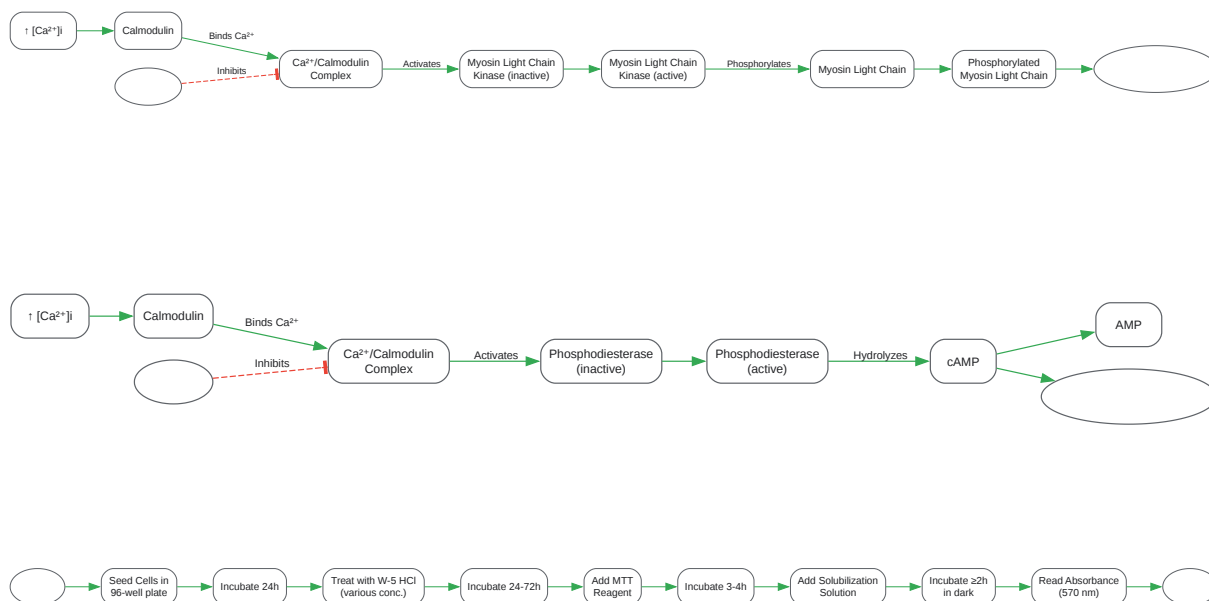 ↑ [Ca²⁺]i
Calmodulin
Binds Ca²⁺
Inhibits
Ca²⁺/Calmodulin
Complex
Activates
Myosin Light Chain
Kinase (inactive)
Myosin Light Chain
Kinase (active)
Phosphorylates
Myosin Light Chain
Phosphorylated
Myosin Light Chain
↑ [Ca²⁺]i
Calmodulin
Binds Ca²⁺
Inhibits
Ca²⁺/Calmodulin
Complex
Activates
Phosphodiesterase
(inactive)
Phosphodiesterase
(active)
Hydrolyzes
cAMP
AMP
Seed Cells in
96-well plate
Incubate 24h
Treat with W-5 HCl
(various conc.)
Incubate 24-72h
Add MTT
Reagent
Incubate 3-4h
Add Solubilization
Solution
Incubate ≥2h
in dark
Read Absorbance
(570 nm)